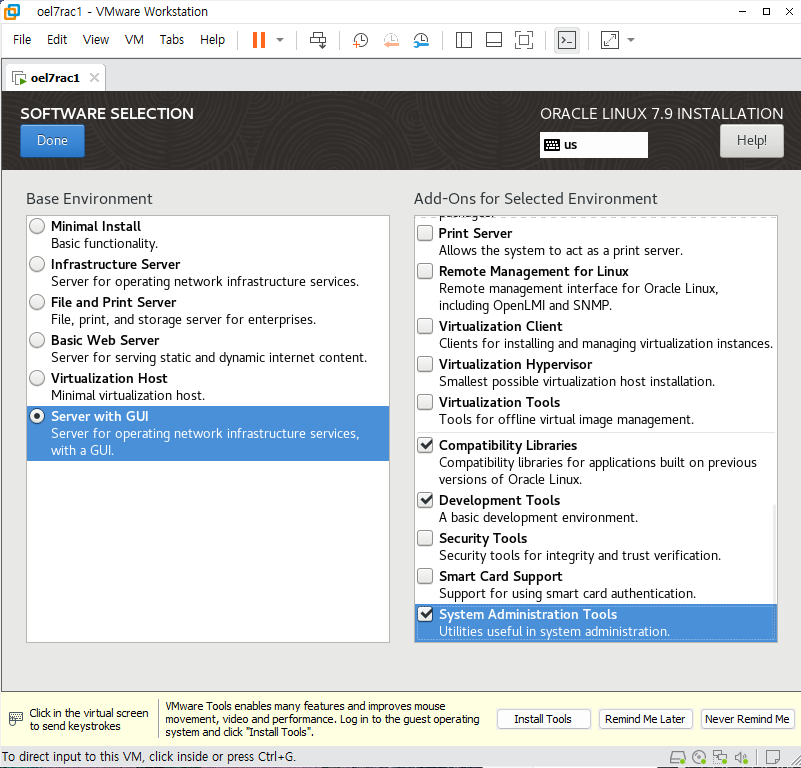 oel7rac1 - VMware Workstation
File Edit View VM Tabs Help
oel7rac1
SOFTWARE SELECTION
ORACLE LINUX 7.9 INSTALLATION
Done
us
Help!
Base Environment
Minimal Install
Basic functionality.
Infrastructure Server
Server for operating network infrastructure services.
File and Print Server
File, print, and storage server for enterprises.
Basic Web Server
Server for serving static and dynamic internet content.
Virtualization Host
Minimal virtualization host.
Server with GUI
Server for operating network infrastructure services,
with a GUI.
Add-Ons for Selected Environment
packages.
Print Server
Allows the system to act as a print server.
Remote Management for Linux
Remote management interface for Oracle Linux,
including OpenLMI and SNMP.
Virtualization Client
Clients for installing and managing virtualization instances.
Virtualization Hypervisor
Smallest possible virtualization host installation.
Virtualization Tools
Tools for offline virtual image management.
Compatibility Libraries
Compatibility libraries for applications built on previous
versions of Oracle Linux.
Development Tools
A basic development environment.
Security Tools
Security tools for integrity and trust verification.
Smart Card Support
Support for using smart card authentication.
System Administration Tools
Utilities useful in system administration.
Click in the virtual screen
to send keystrokes
VMware Tools enables many features and improves mouse
movement, video and performance. Log in to the guest operating
system and click "Install Tools".
Install Tools
Remind Me Later
Never Remind Me
To direct input to this VM, click inside or press Ctrl+G.